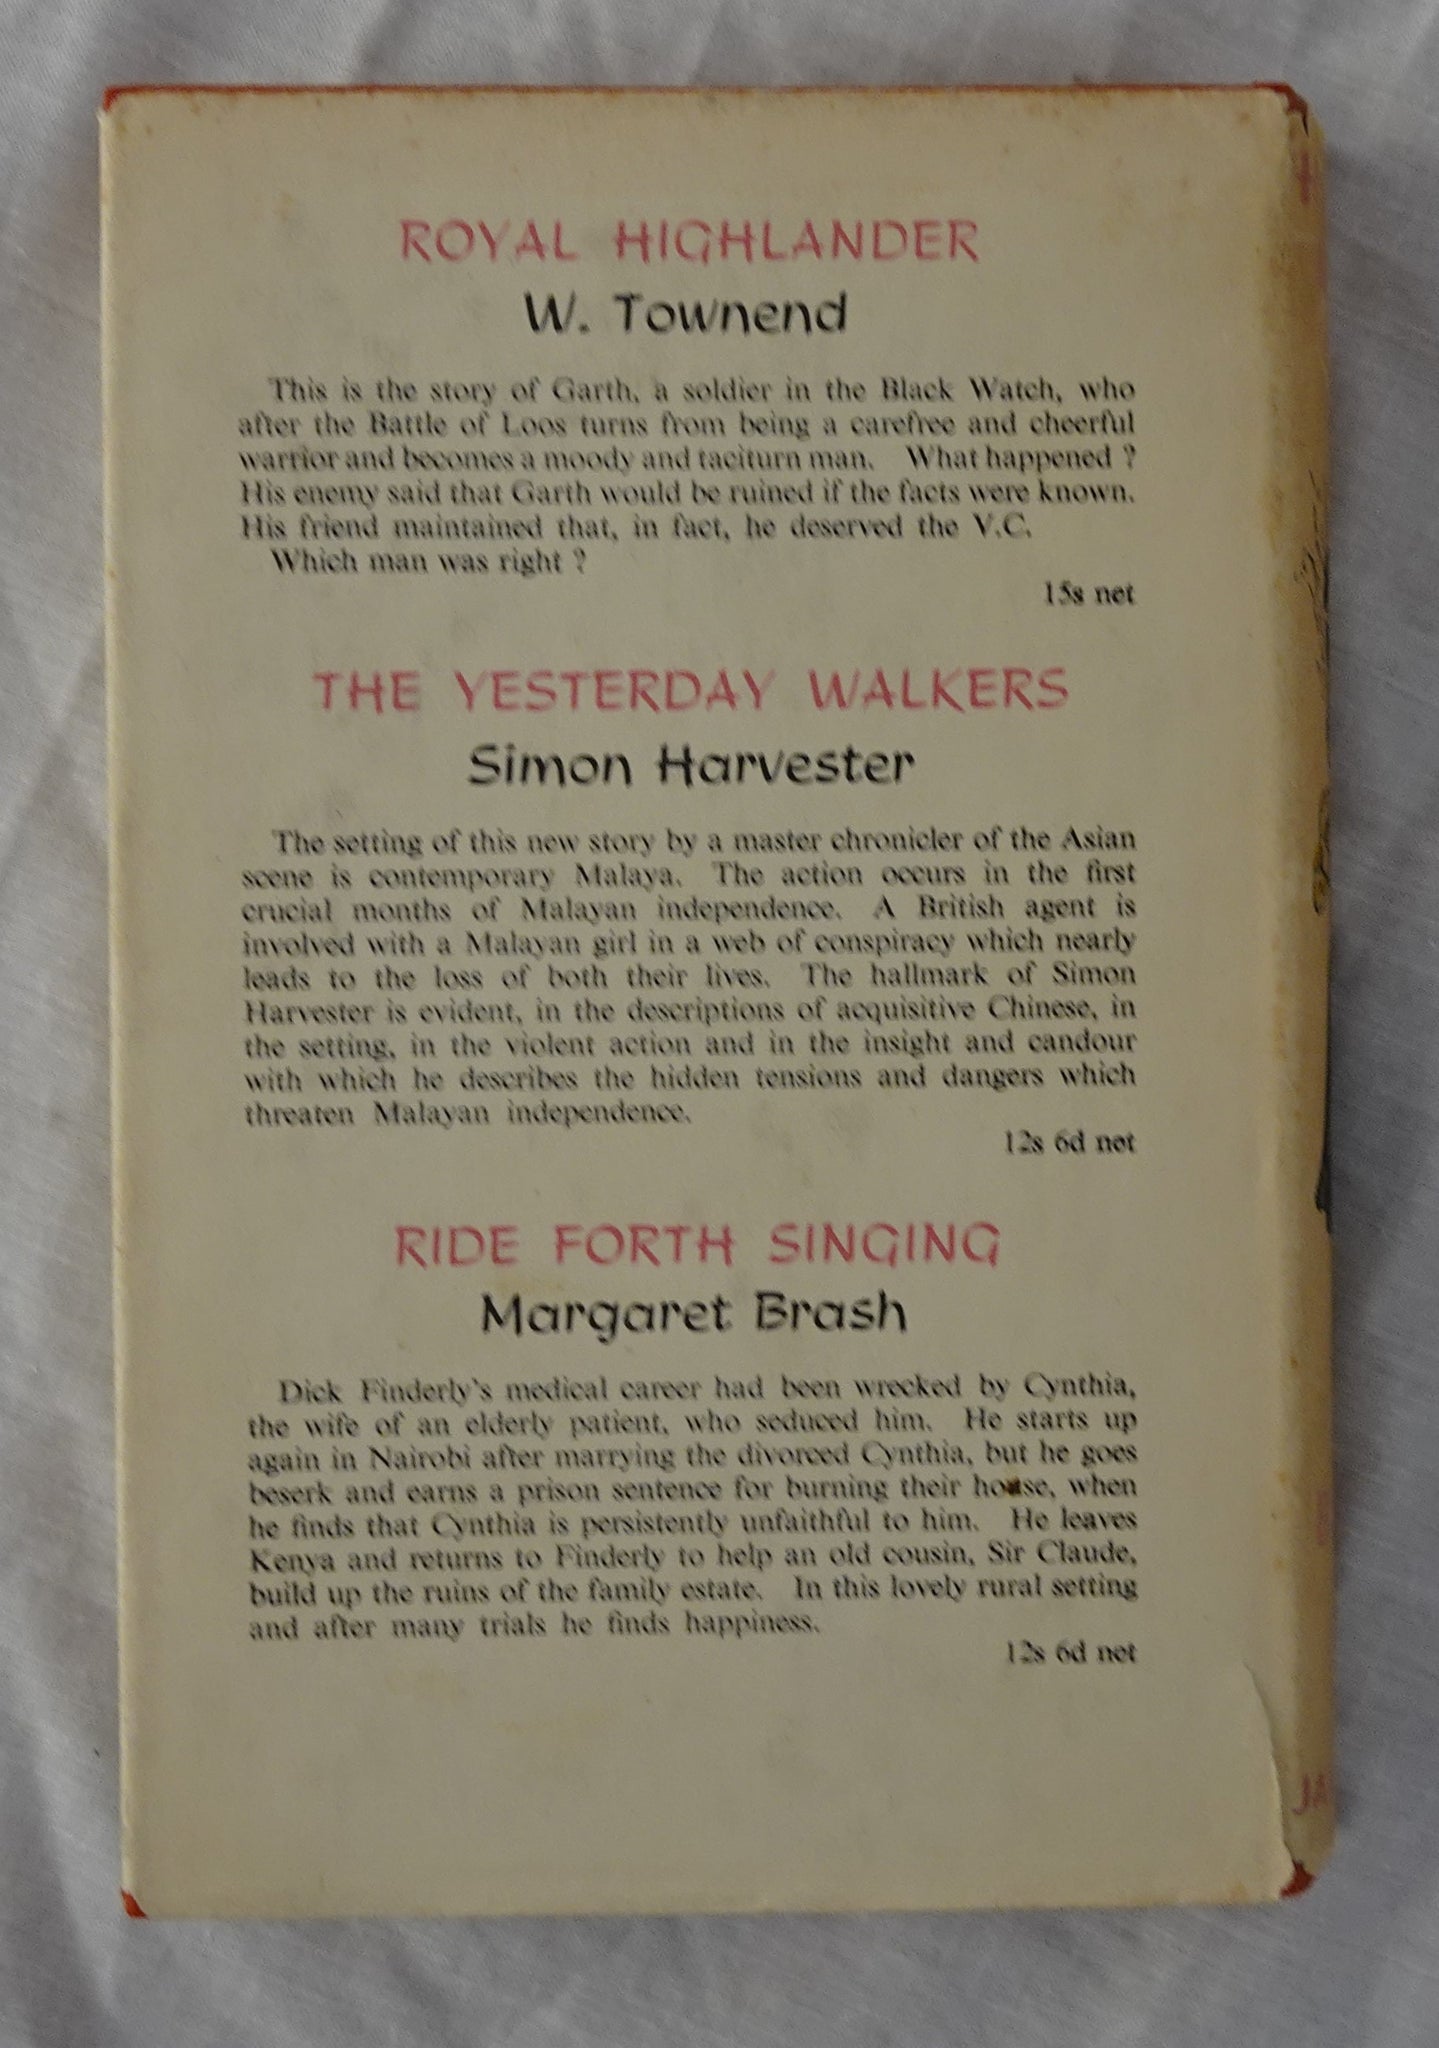 ROYAL HIGHLANDER
W. Townend
This is the story of Garth, a soldier in the Black Watch, who
after the Battle of Loos turns from being a carefree and cheerful
warrior and becomes a moody and taciturn man. What happened ?
His enemy said that Garth would be ruined if the facts were known.
His friend maintained that, in fact, he deserved the V.C.
Which man was right ?
15s net
THE YESTERDAY WALKERS
Simon Harvester
The setting of this new story by a master chronicler of the Asian
scene is contemporary Malaya. The action occurs in the first
crucial months of Malayan independence. A British agent is
involved with a Malayan girl in a web of conspiracy which nearly
leads to the loss of both their lives. The hallmark of Simon
Harvester is evident, in the descriptions of acquisitive Chinese, in
the setting, in the violent action and in the insight and candour
with which he describes the hidden tensions and dangers which
threaten Malayan independence.
12s 6d net
RIDE FORTH SINGING
Margaret Brash
Dick Finderly's medical career had been wrecked by Cynthia,
the wife of an elderly patient, who seduced him. He starts up
again in Nairobi after marrying the divorced Cynthia, but he goes
beserk and earns a prison sentence for burning their house, when
he finds that Cynthia is persistently unfaithful to him. He leaves
Kenya and returns to Finderly to help an old cousin, Sir Claude,
build up the ruins of the family estate. In this lovely rural setting
and after many trials he finds happiness.
12s 6d net
JA